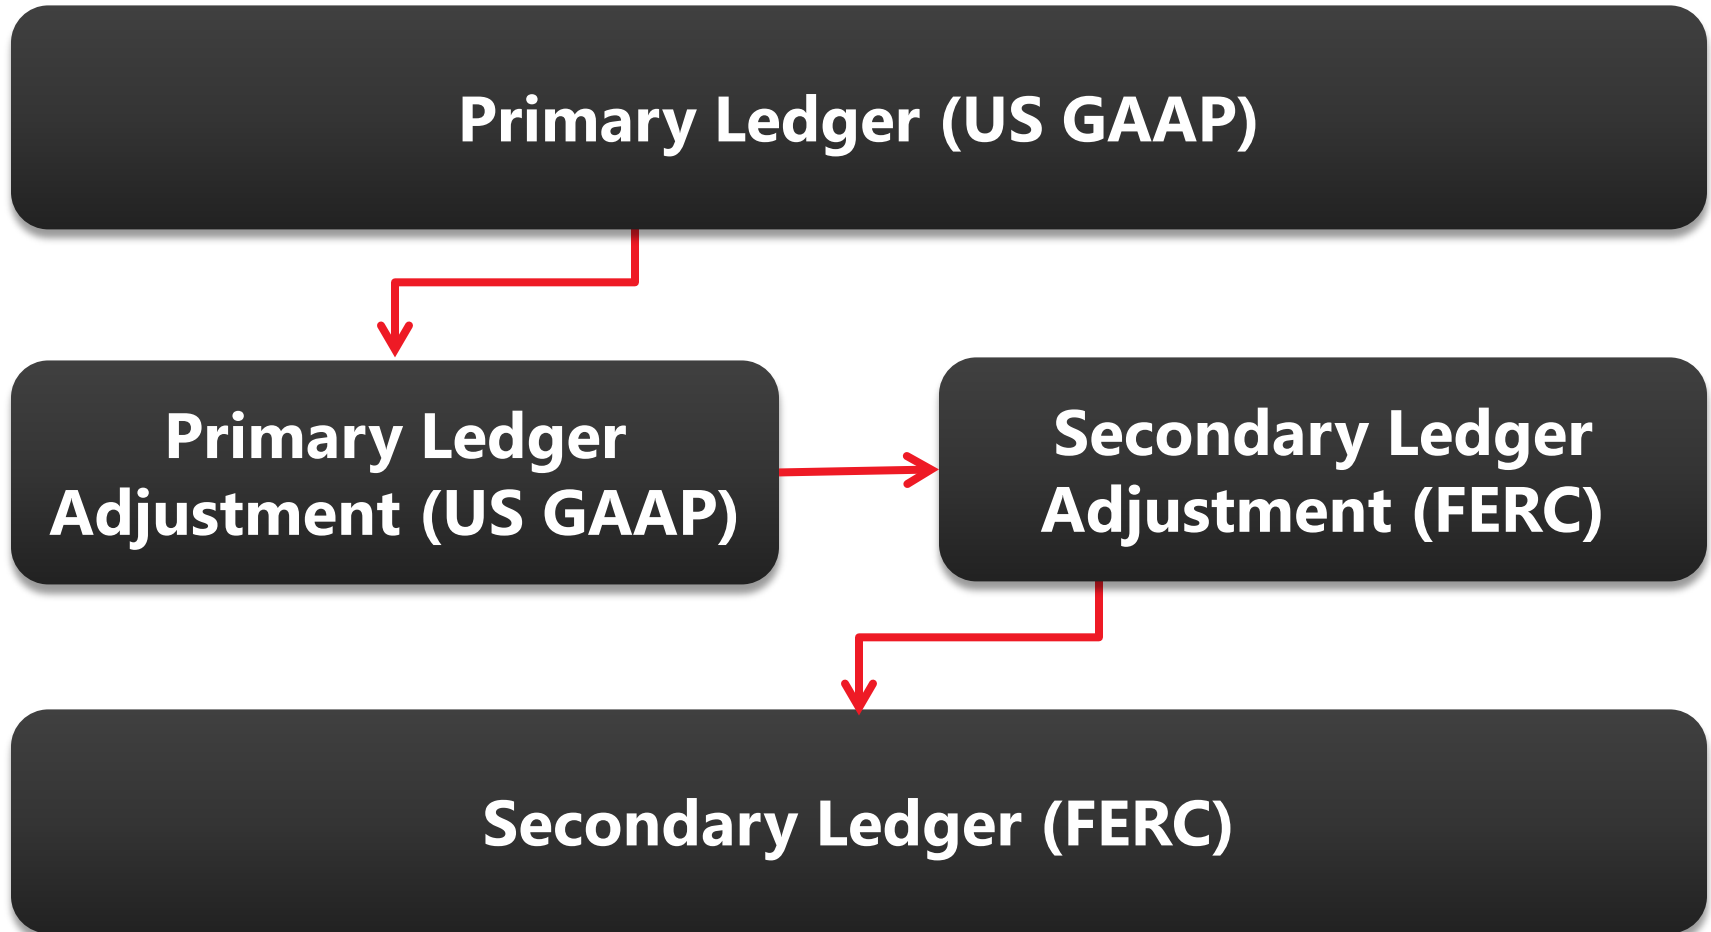 Primary Ledger (US GAAP)
Primary Ledger
Adjustment (US GAAP)
Secondary Ledger
Adjustment (FERC)
Secondary Ledger (FERC)